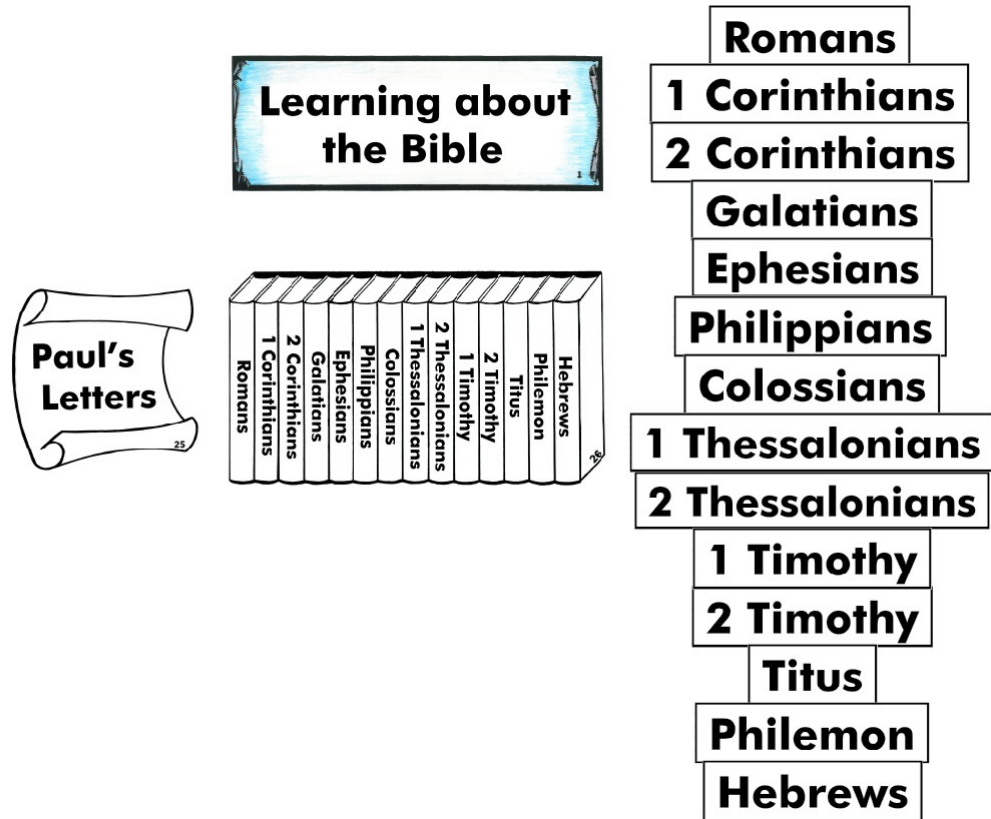 Learning about
the Bible
1
Paul's
Letters
25
Romans
1 Corinthians
2 Corinthians
Galatians
Ephesians
Philippians
Colossians
1 Thessalonians
2 Thessalonians
1 Timothy
2 Timothy
Titus
Philemon
Hebrews
26
Romans
1 Corinthians
2 Corinthians
Galatians
Ephesians
Philippians
Colossians
1 Thessalonians
2 Thessalonians
1 Timothy
2 Timothy
Titus
Philemon
Hebrews